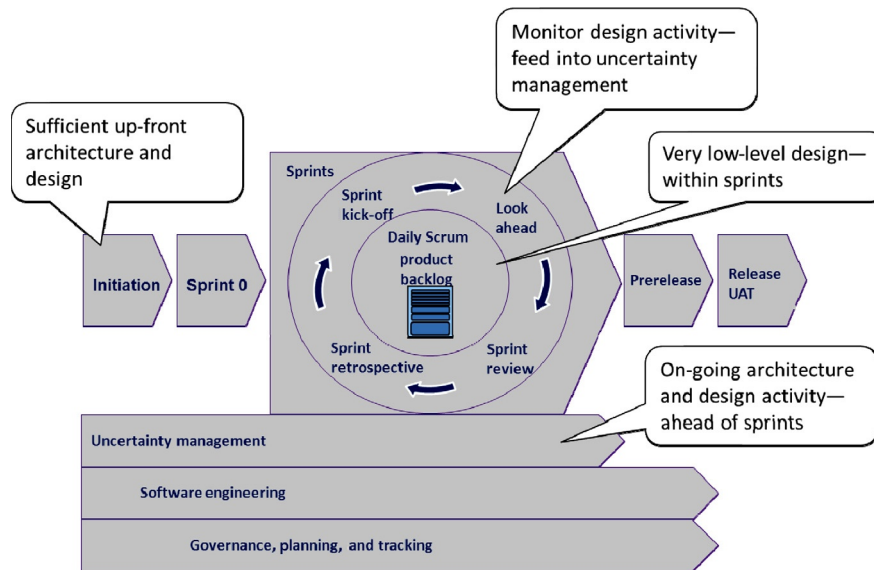 Monitor design activity—
feed into uncertainty
management
Sufficient up-front
architecture and
design
Very low-level design—
within sprints
Sprints
Sprint
kick-off
Look
ahead
Daily Scrum
product
backlog
Initiation
Sprint 0
Prerelease
Release
UAT
Sprint
retrospective
Sprint
review
On-going architecture
and design activity—
ahead of sprints
Uncertainty management
Software engineering
Governance, planning, and tracking